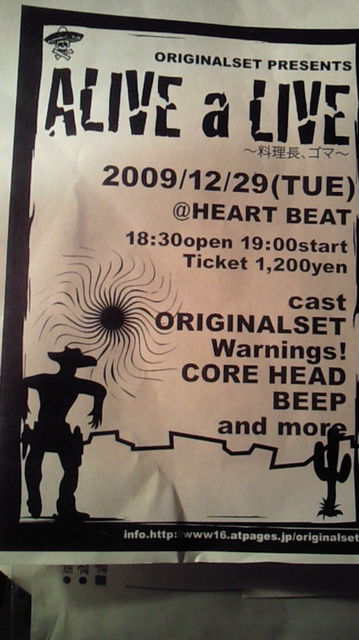 ORIGINALSET PRESENTS
ALIVE a LIVE
〜料理長、ゴマ〜
2009/12/29(TUE)
@HEART BEAT
18:30open 19:00start
Ticket 1,200yen
cast
ORIGINALSET
Warnings!
CORE HEAD
BEEP
and more
info.http: www16.atpages.jp/originalset